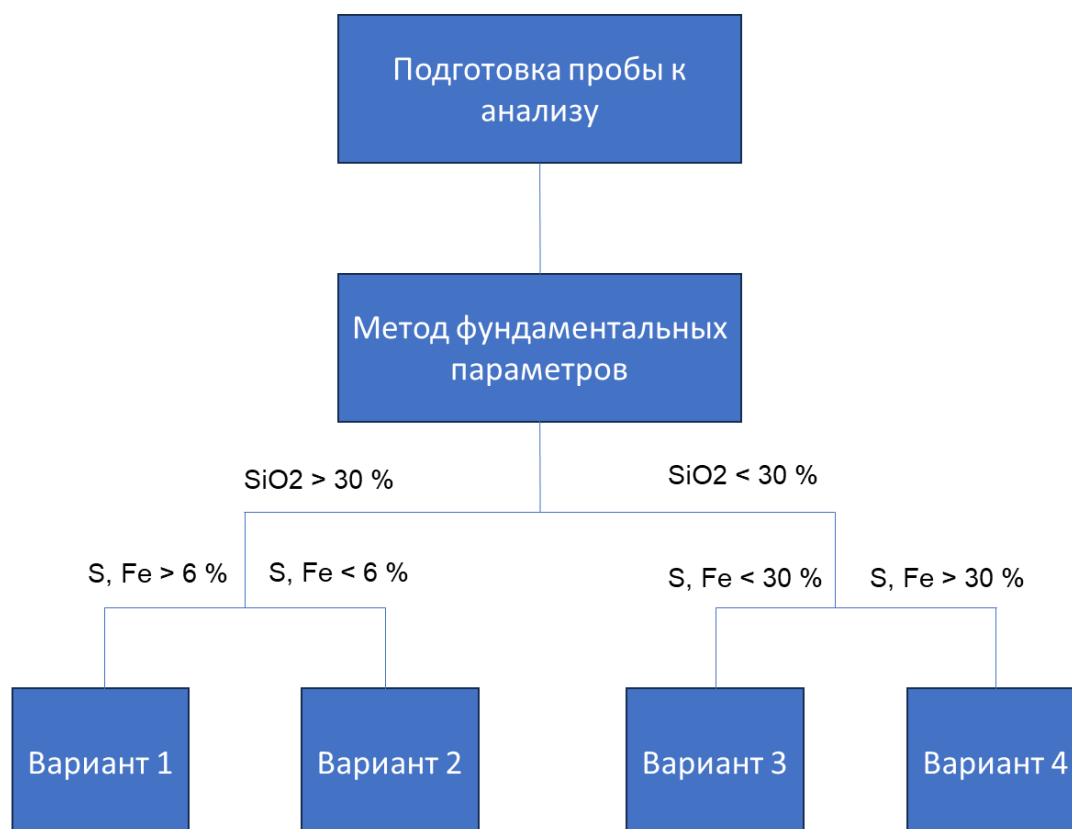 Подготовка пробы к
анализу
Метод фундаментальных
параметров
SiO2 > 30 %
SiO2 < 30 %
S, Fe > 6 %
S, Fe < 6 %
S, Fe < 30 %
S, Fe > 30 %
Вариант 1
Вариант 2
Вариант 3
Вариант 4